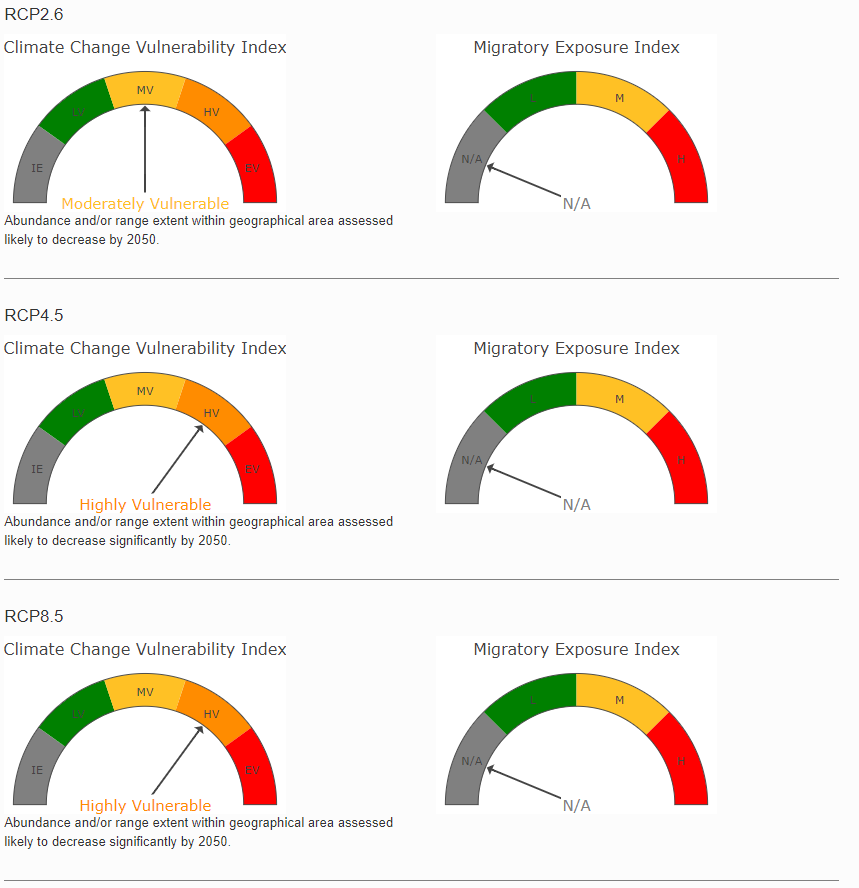 RCP2.6
Climate Change Vulnerability Index
MV
LV
HV
IE
EV
Moderately Vulnerable
Abundance and/or range extent within geographical area assessed
likely to decrease by 2050.
Migratory Exposure Index
L
M
N/A
H
N/A
RCP4.5
Climate Change Vulnerability Index
MV
LV
HV
IE
EV
Highly Vulnerable
Abundance and/or range extent within geographical area assessed
likely to decrease significantly by 2050.
Migratory Exposure Index
L
M
N/A
H
N/A
RCP8.5
Climate Change Vulnerability Index
MV
LV
HV
IE
EV
Highly Vulnerable
Abundance and/or range extent within geographical area assessed
likely to decrease significantly by 2050.
Migratory Exposure Index
L
M
N/A
H
N/A